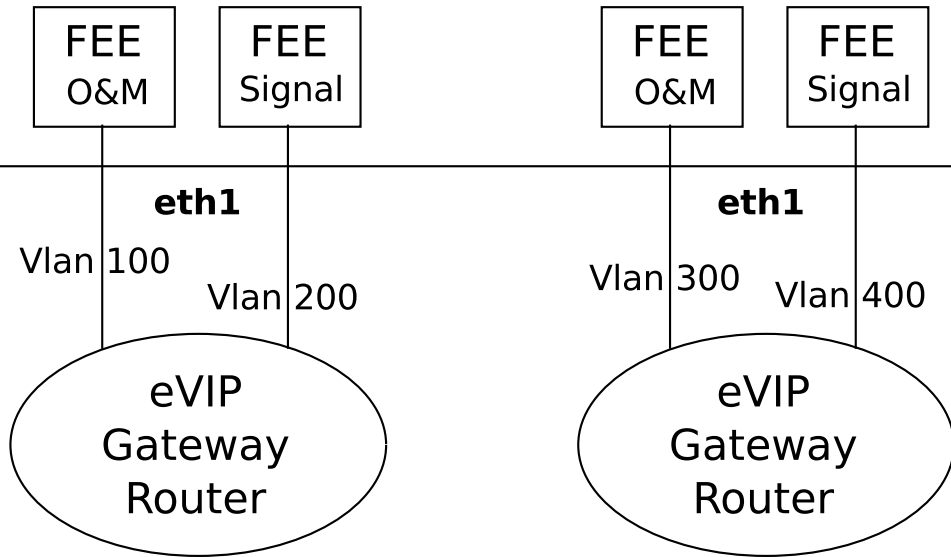 FEE
O&M
FEE
Signal
FEE
O&M
FEE
Signal
eth1
eth1
Vlan 100
Vlan 200
Vlan 300
Vlan 400
eVIP
Gateway
Router
eVIP
Gateway
Router